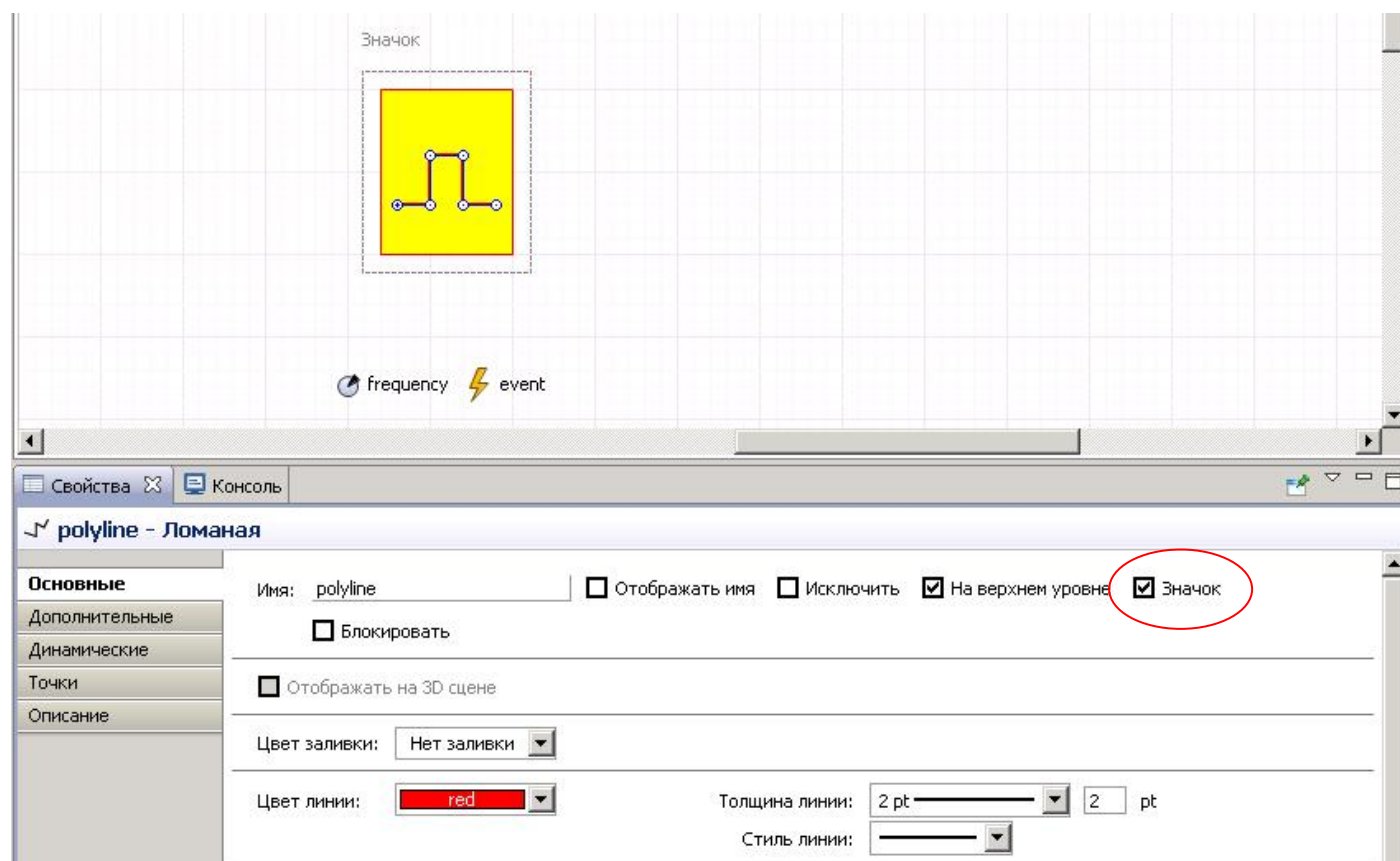 Значок
frequency event
Свойства Консоль
polyline - Ломаная
Основные
Дополнительные
Динамические
Точки
Описание
Имя: polyline Отображать имя Исключить На верхнем уровне Значок
Блокировать
Отображать на 3D сцене
Цвет заливки: Нет заливки
Цвет линии: red Толщина линии: 2 pt 2 pt
Стиль линии: